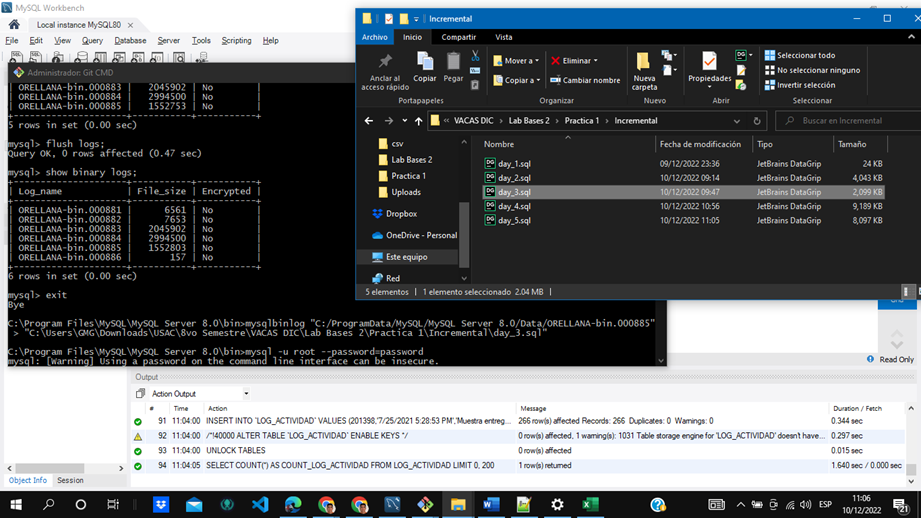 MySQL Workbench
Local instance MySQL80
File Edit View Query Database Server Tools Scripting Help
Administrador: Git CMD
| ORELLANA-bin.000883 | 2045902 | No |
| ORELLANA-bin.000884 | 2994500 | No |
| ORELLANA-bin.000885 | 1552753 | No |
5 rows in set (0.00 sec)
mysql> flush logs;
Query OK, 0 rows affected (0.47 sec)
mysql> show binary logs;
| Log_name | File_size | Encrypted |
| ORELLANA-bin.000881 | 6561 | No |
| ORELLANA-bin.000882 | 7653 | No |
| ORELLANA-bin.000883 | 2045902 | No |
| ORELLANA-bin.000884 | 2994500 | No |
| ORELLANA-bin.000885 | 1552803 | No |
| ORELLANA-bin.000886 | 157 | No |
6 rows in set (0.00 sec)
mysql> exit
Bye
C:\Program Files\MySQL\MySQL Server 8.0\bin>mysqlbinlog "C:/ProgramData/MySQL/MySQL Server 8.0/Data/ORELLANA-bin.000885"
> "C:\Users\GMG\Downloads\USAC\8vo Semestre\VACAS DIC\Lab Bases 2\Practica 1\Incremental\day_3.sql"
C:\Program Files\MySQL\MySQL Server 8.0\bin>mysql -u root --password=password
mysql: [Warning] Using a password on the command line interface can be insecure.
Incremental
Archivo Inicio Compartir Vista
Anclar al acceso rápido
Copiar
Pegar
Portapapeles
Mover a
Copiar a
Eliminar
Cambiar nombre
Organizar
Nueva carpeta
Nuevo
Propiedades
Abrir
Seleccionar todo
No seleccionar ninguno
Invertir selección
Seleccionar
« VACAS DIC > Lab Bases 2 > Practica 1 > Incremental
Buscar en Incremental
csv
Lab Bases 2
Practica 1
Uploads
Dropbox
OneDrive - Personal
Este equipo
Red
Nombre Fecha de modificación Tipo Tamaño
day_1.sql 09/12/2022 23:36 JetBrains DataGrip 24 KB
day_2.sql 10/12/2022 09:14 JetBrains DataGrip 4,043 KB
day_3.sql 10/12/2022 09:47 JetBrains DataGrip 2,099 KB
day_4.sql 10/12/2022 10:56 JetBrains DataGrip 9,189 KB
day_5.sql 10/12/2022 11:05 JetBrains DataGrip 8,097 KB
5 elementos 1 elemento seleccionado 2.04 MB
Grid
Read Only
Output
Action Output
# Time Action Message Duration / Fetch
91 11:04:00 INSERT INTO `LOG_ACTIVIDAD` VALUES (201398,'7/25/2021 5:28:53 PM','Muestra entreg... 266 row(s) affected Records: 266 Duplicates: 0 Warnings: 0 0.344 sec
92 11:04:00 /*!40000 ALTER TABLE `LOG_ACTIVIDAD` ENABLE KEYS */ 0 row(s) affected, 1 warning(s): 1031 Table storage engine for 'LOG_ACTIVIDAD' doesn't have... 0.297 sec
93 11:04:00 UNLOCK TABLES 0 row(s) affected 0.015 sec
94 11:04:05 SELECT COUNT(*) AS COUNT_LOG_ACTIVIDAD FROM LOG_ACTIVIDAD LIMIT 0, 200 1 row(s) returned 1.640 sec / 0.000 sec
Object Info Session
ESP
11:06
10/12/2022
21